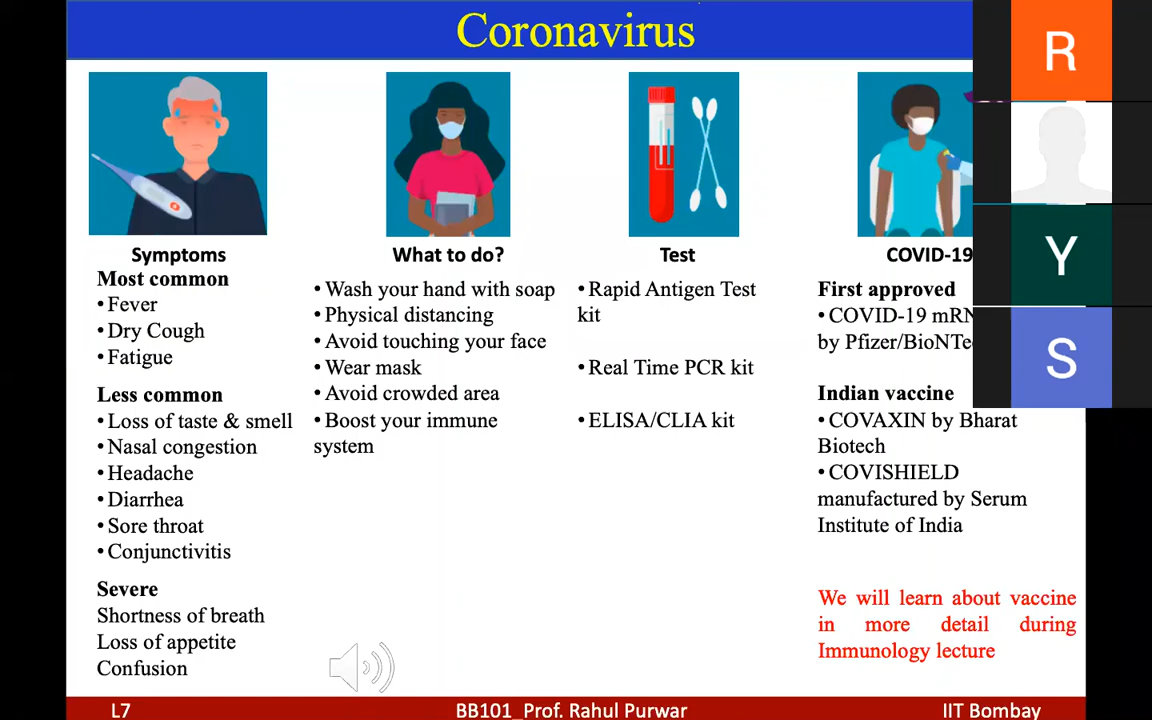 Coronavirus
Symptoms
Most common
• Fever
• Dry Cough
• Fatigue
Less common
• Loss of taste & smell
• Nasal congestion
• Headache
• Diarrhea
• Sore throat
• Conjunctivitis
Severe
Shortness of breath
Loss of appetite
Confusion
What to do?
• Wash your hand with soap
• Physical distancing
• Avoid touching your face
• Wear mask
• Avoid crowded area
• Boost your immune
system
Test
• Rapid Antigen Test
kit
• Real Time PCR kit
• ELISA/CLIA kit
COVID-19
First approved
• COVID-19
by Pfizer/
Indian vaccine
• COVAXIN by Bharat
Biotech
• COVISHIELD
manufactured by Serum
Institute of India
We will learn about vaccine
in more detail during
Immunology lecture
R
Y
S
L7
BB101_Prof. Rahul Purwar
IIT Bombay